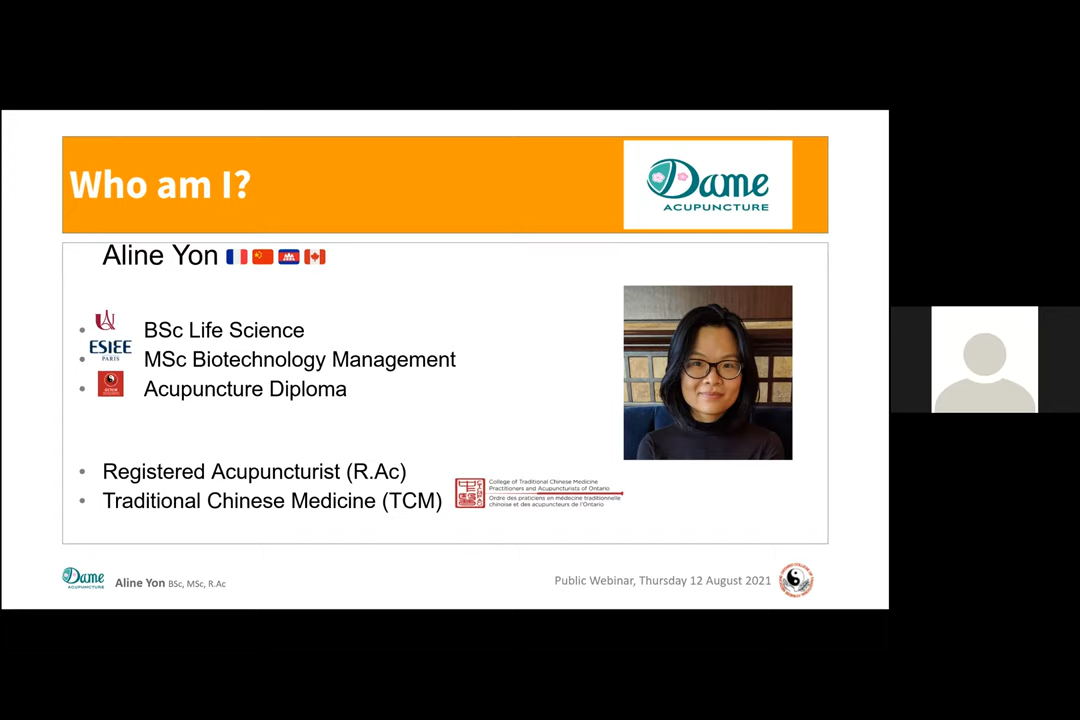 Who am I?
Dame
ACUPUNCTURE
Aline Yon
BSc Life Science
ESIEE
PARIS
MSc Biotechnology Management
Acupuncture Diploma
Registered Acupuncturist (R.Ac)
Traditional Chinese Medicine (TCM)
College of Traditional Chinese Medicine
Practitioners and Acupuncturists of Ontario
Ordre des praticiens en médecine traditionnelle
chinoise et des acupuncteurs de l'Ontario
Dame
ACUPUNCTURE
Aline Yon BSc, MSc, R.Ac
Public Webinar, Thursday 12 August 2021